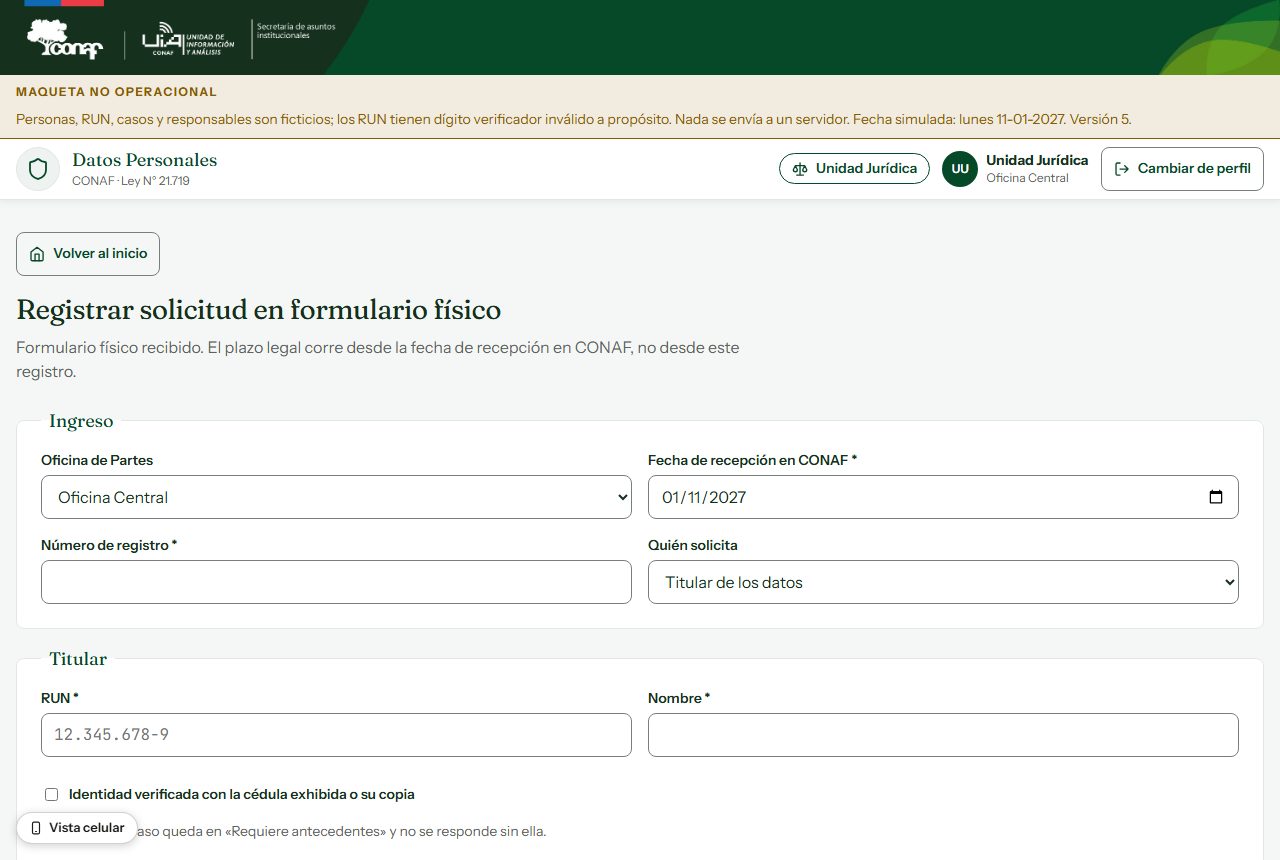 conaf
UiA
CONAF
UNIDAD DE
INFORMACIÓN
Y ANÁLISIS
Secretaría de asuntos
institucionales
MAQUETA NO OPERACIONAL
Personas, RUN, casos y responsables son ficticios; los RUN tienen dígito verificador inválido a propósito. Nada se envía a un servidor. Fecha simulada: lunes 11-01-2027. Versión 5.
Datos Personales
CONAF · Ley N° 21.719
Unidad Jurídica
UU
Unidad Jurídica
Oficina Central
Cambiar de perfil
Volver al inicio
Registrar solicitud en formulario físico
Formulario físico recibido. El plazo legal corre desde la fecha de recepción en CONAF, no desde este
registro.
Ingreso
Oficina de Partes
Fecha de recepción en CONAF *
Oficina Central
01/11/2027
Número de registro *
Quién solicita
Titular de los datos
Titular
RUN *
Nombre *
12.345.678-9
Identidad verificada con la cédula exhibida o su copia
Vista celular
aso queda en «Requiere antecedentes» y no se responde sin ella.